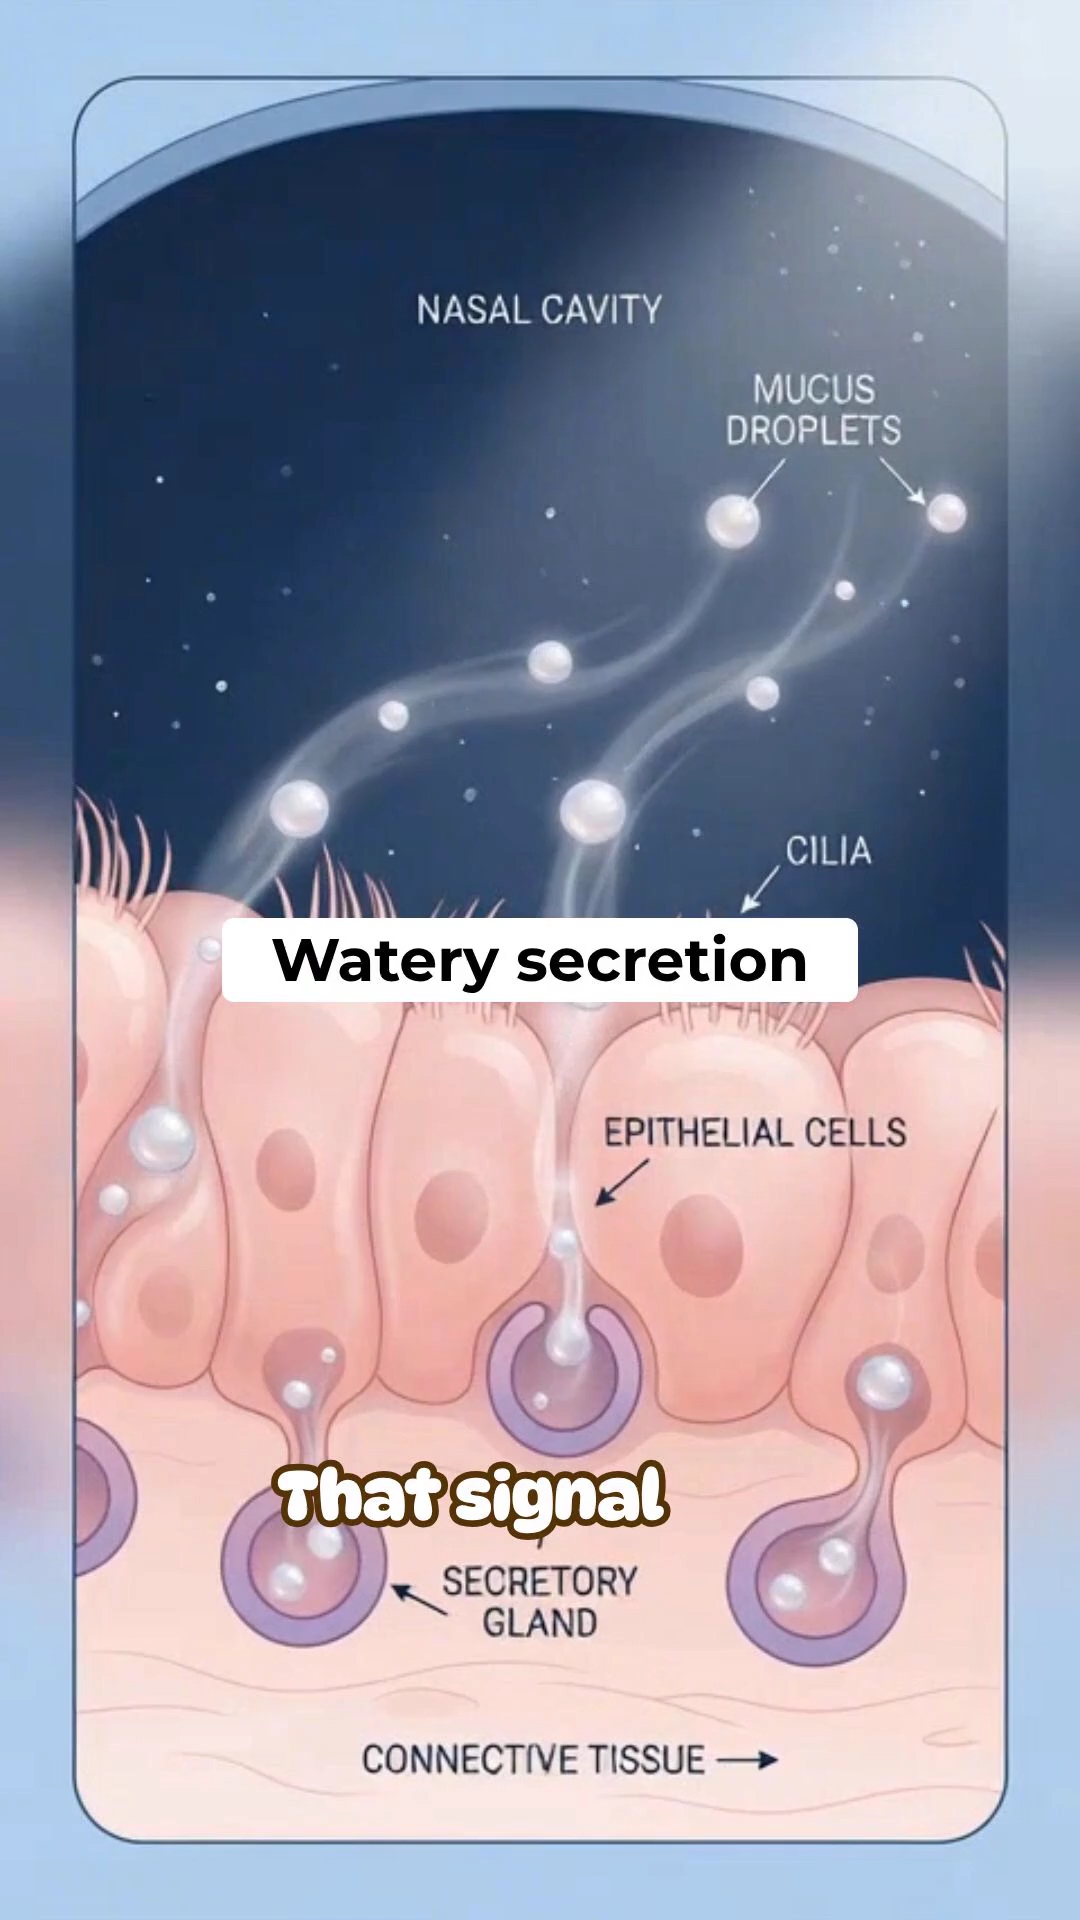 NASAL CAVITY
MUCUS
DROPLETS
CILIA
Watery secretion
EPITHELIAL CELLS
That signal
SECRETORY
GLAND
CONNECTIVE TISSUE